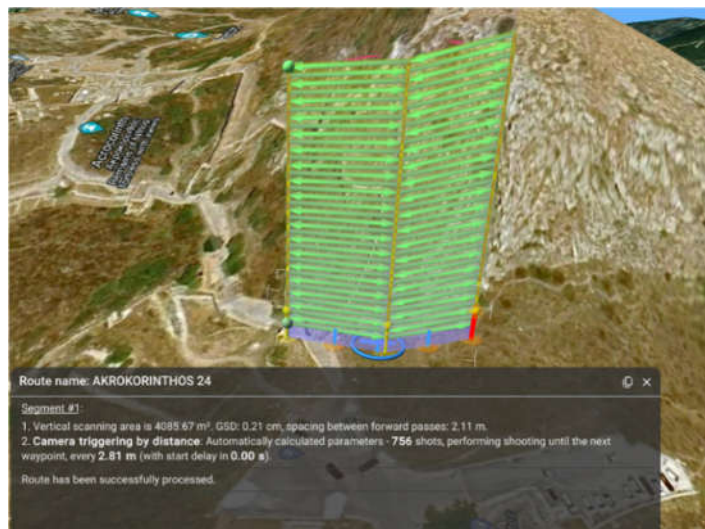 Acrocorinth
Route name: AKROKORINTHOS 24
Segment #1:
1. Vertical scanning area is 4085.67 m². GSD: 0.21 cm, spacing between forward passes: 2.11 m.
2. Camera triggering by distance: Automatically calculated parameters - 756 shots, performing shooting until the next
waypoint, every 2.81 m (with start delay in 0.00 s).
Route has been successfully processed.